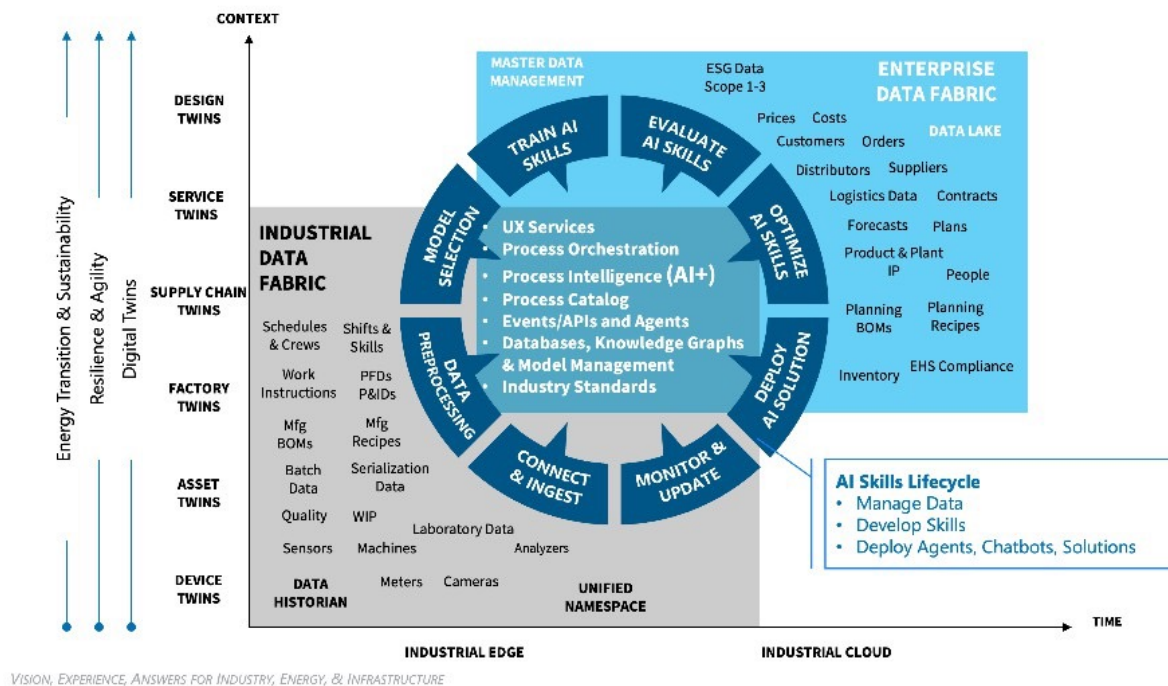 CONTEXT
Energy Transition & Sustainability
Resilience & Agility
Digital Twins
DESIGN
TWINS
SERVICE
TWINS
SUPPLY CHAIN
TWINS
FACTORY
TWINS
ASSET
TWINS
DEVICE
TWINS
MASTER DATA
MANAGEMENT
ESG Data
Scope 1-3
ENTERPRISE
DATA FABRIC
DATA LAKE
Prices
Costs
Customers
Orders
Distributors
Suppliers
Logistics Data
Contracts
Forecasts
Plans
Product & Plant
IP
People
Planning
BOMs
Planning
Recipes
Inventory
EHS Compliance
INDUSTRIAL
DATA
FABRIC
Schedules
& Crews
Shifts &
Skills
Work
Instructions
PFDs
P&IDs
Mfg
BOMs
Mfg
Recipes
Batch
Data
Serialization
Data
Quality
WIP
Laboratory Data
Sensors
Machines
Analyzers
DATA
HISTORIAN
Meters
Cameras
UNIFIED
NAMESPACE
CONNECT
& INGEST
DATA
PREPROCESSING
MODEL
SELECTION
TRAIN AI
SKILLS
EVALUATE
AI SKILLS
OPTIMIZE
AI SKILLS
DEPLOY
AI SOLUTION
MONITOR &
UPDATE
• UX Services
• Process Orchestration
• Process Intelligence (AI+)
• Process Catalog
• Events/APIs and Agents
• Databases, Knowledge Graphs
& Model Management
• Industry Standards
AI Skills Lifecycle
• Manage Data
• Develop Skills
• Deploy Agents, Chatbots, Solutions
TIME
INDUSTRIAL EDGE
INDUSTRIAL CLOUD
VISION, EXPERIENCE, ANSWERS FOR INDUSTRY, ENERGY, & INFRASTRUCTURE